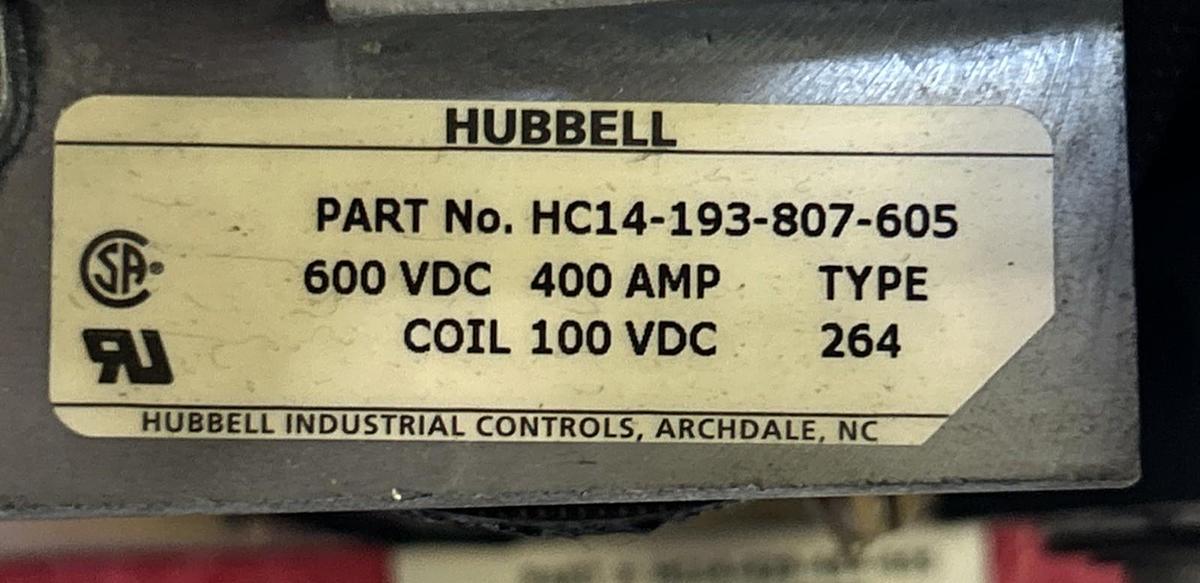 HUBBELL
PART No. HC14-193-807-605
600 VDC 400 AMP TYPE
COIL 100 VDC 264
HUBBELL INDUSTRIAL CONTROLS, ARCHDALE, NC